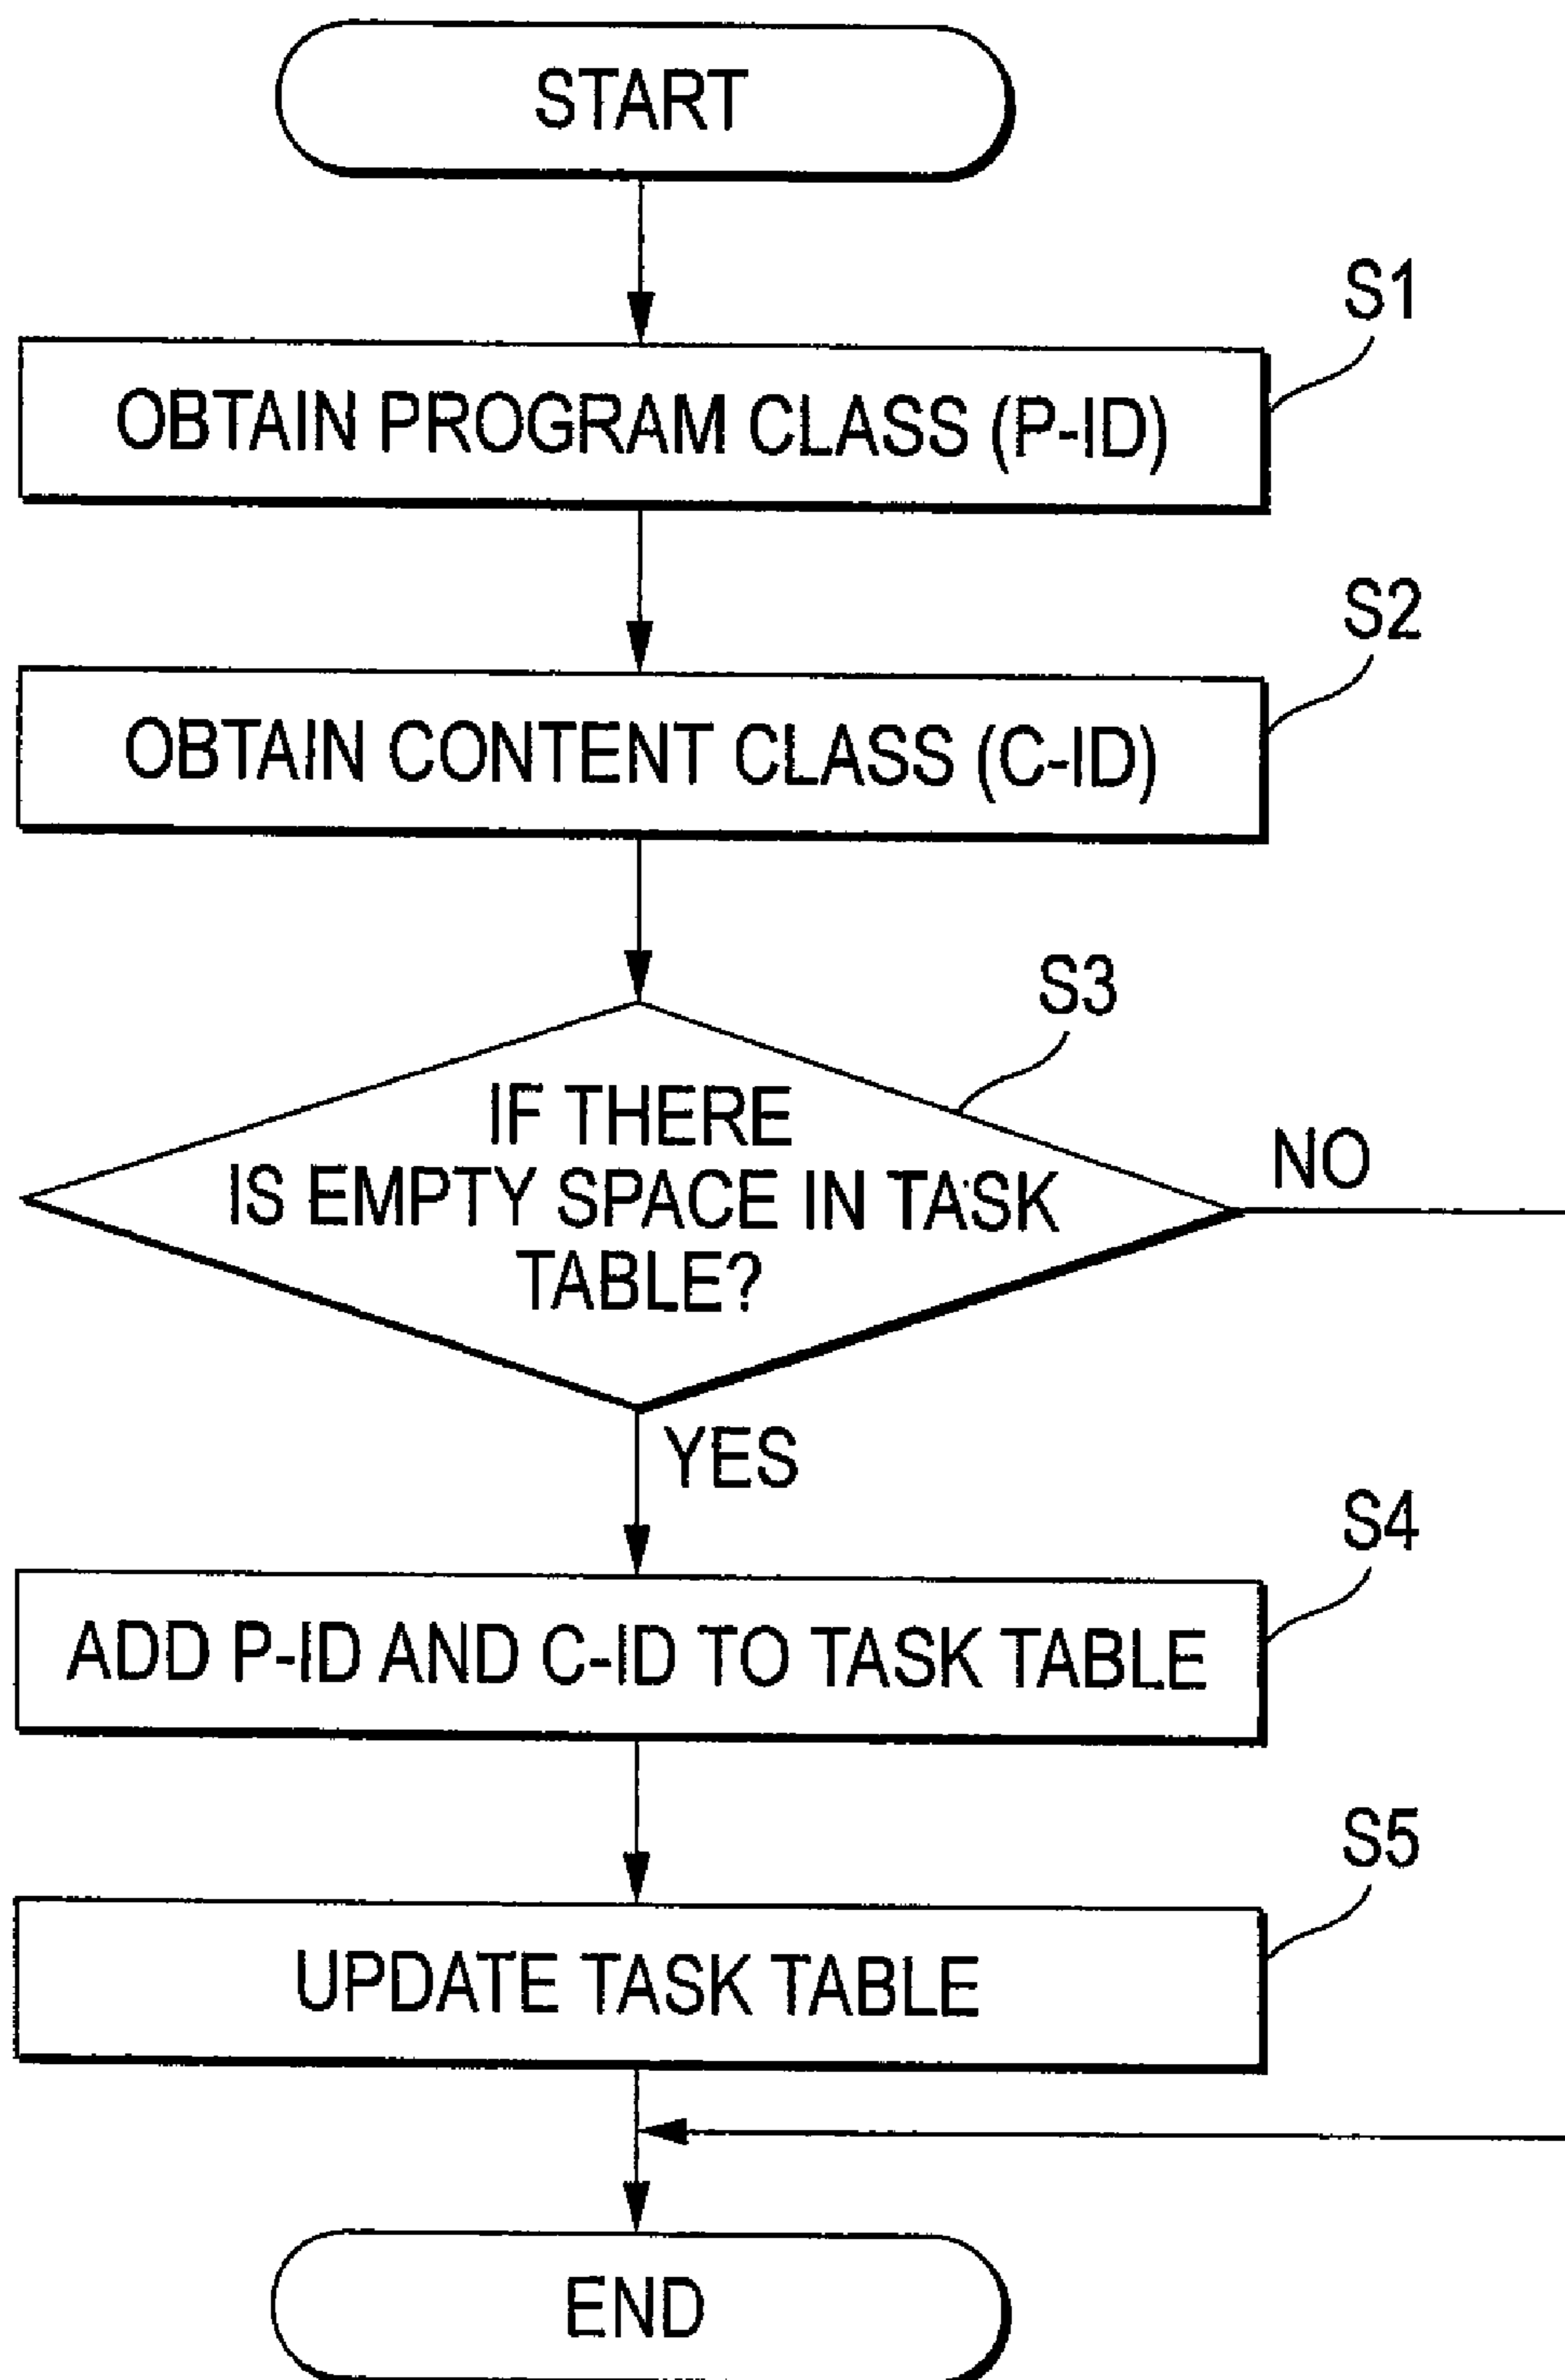 START
S1
OBTAIN PROGRAM CLASS (P-ID)
S2
OBTAIN CONTENT CLASS (C-ID)
S3
IF THERE
IS EMPTY SPACE IN TASK
TABLE?
NO
YES
S4
ADD P-ID AND C-ID TO TASK TABLE
S5
UPDATE TASK TABLE
END